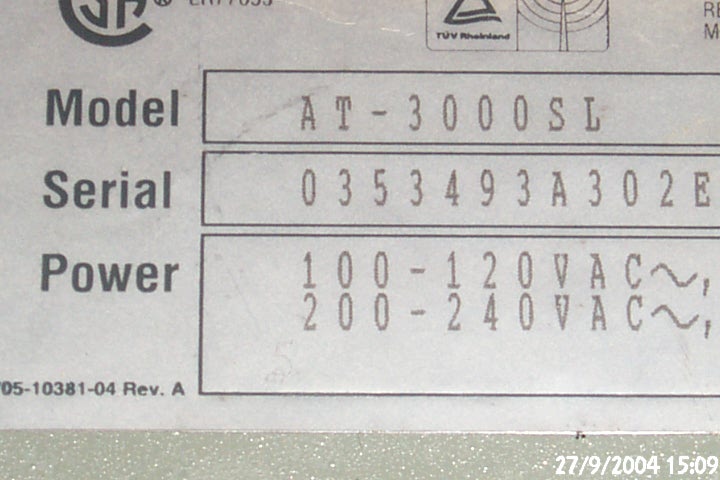 TÜV Rheinland
Model AT-3000SL
Serial 0353493A302E
Power 100-120VAC~,
200-240VAC~,
705-10381-04 Rev. A
27/9/2004 15:09